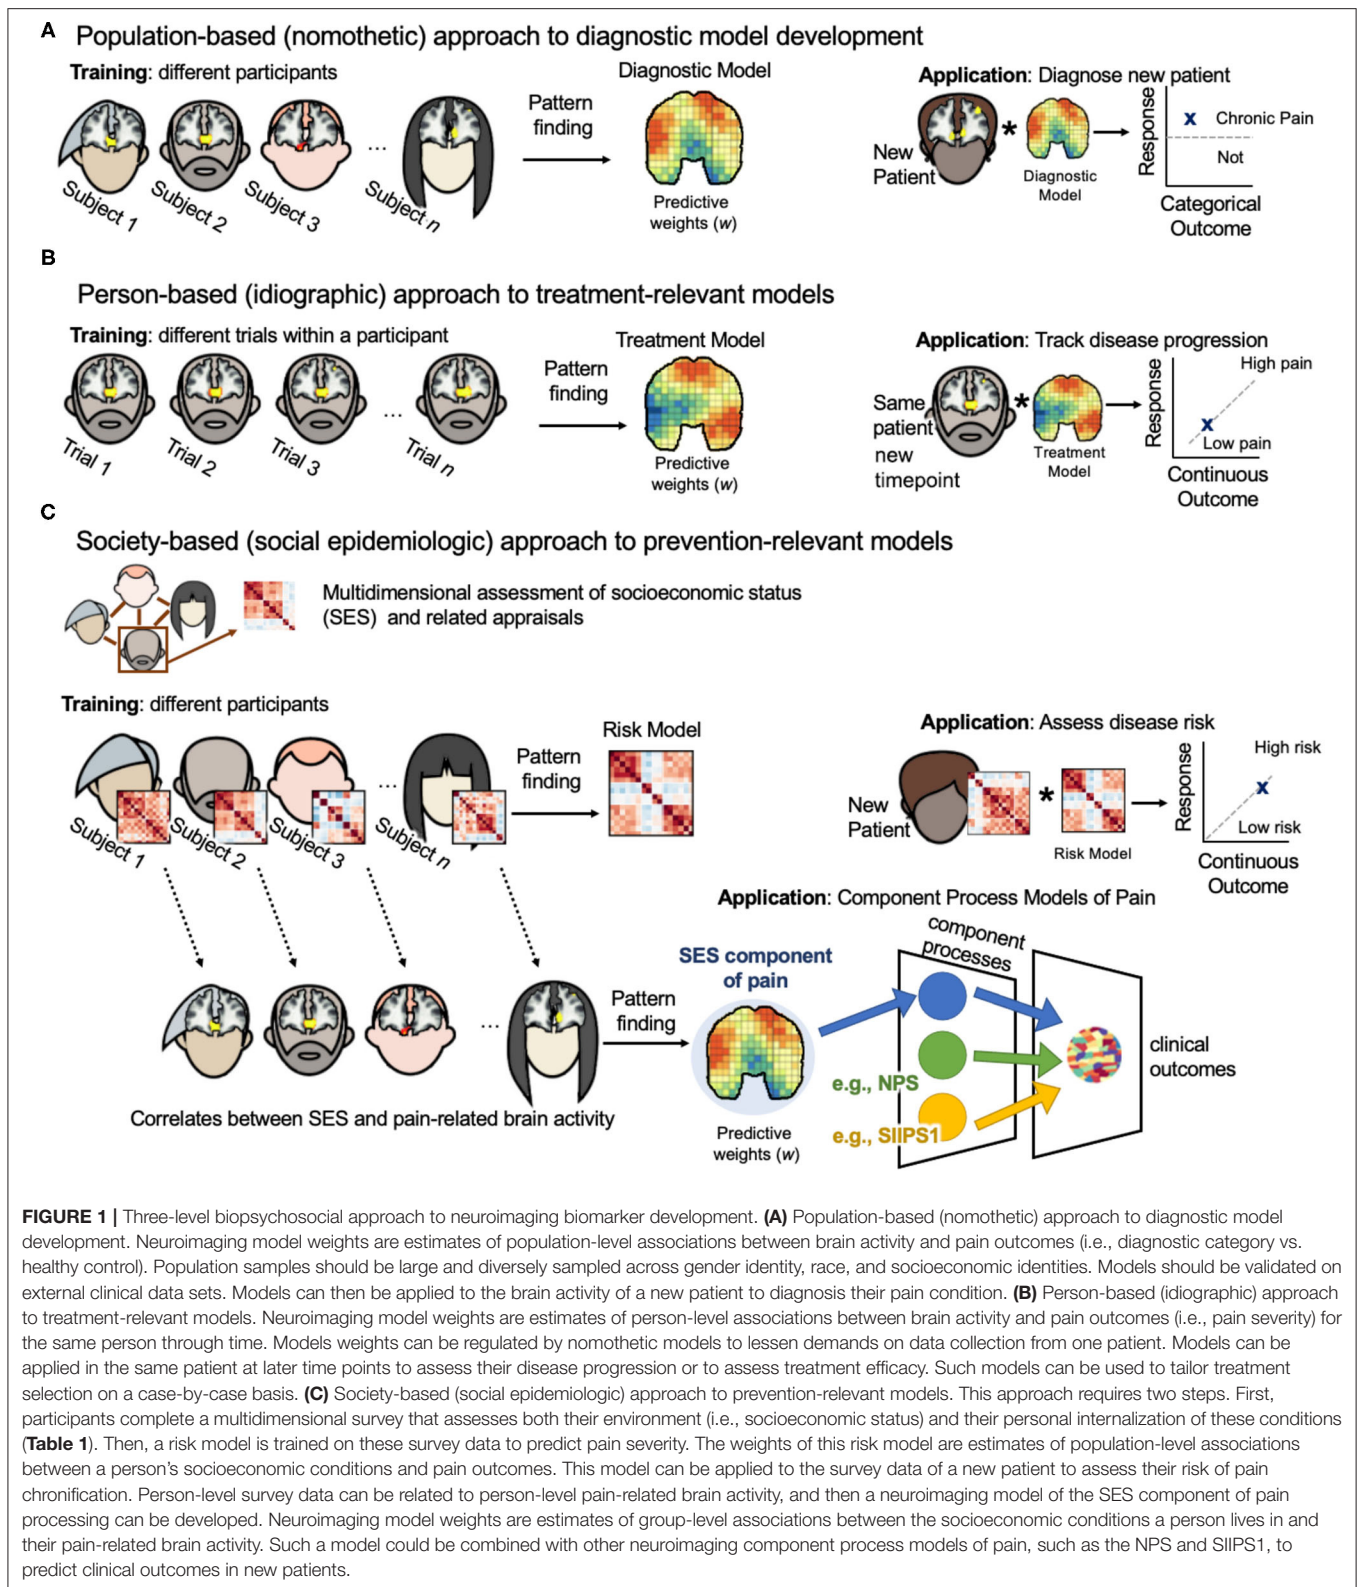 A
Population-based (nomothetic) approach to diagnostic model development
Training: different participants
Subject 1
Subject 2
Subject 3
...
Subject n
Pattern
finding
Diagnostic Model
Predictive
weights (w)
Application: Diagnose new patient
New
Patient
*
Diagnostic
Model
Response
X
Chronic Pain
Not
Categorical
Outcome
B
Person-based (idiographic) approach to treatment-relevant models
Training: different trials within a participant
Trial 1
Trial 2
Trial 3
...
Trial n
Pattern
finding
Treatment Model
Predictive
weights (w)
Application: Track disease progression
Same
patient
new
timepoint
*
Treatment
Model
Response
High pain
X
Low pain
Continuous
Outcome
C
Society-based (social epidemiologic) approach to prevention-relevant models
Multidimensional assessment of socioeconomic status
(SES) and related appraisals
Training: different participants
Subject 1
Subject 2
Subject 3
...
Subject n
Pattern
finding
Risk Model
Application: Assess disease risk
New
Patient
*
Risk Model
Response
High risk
X
Low risk
Continuous
Outcome
...
Correlates between SES and pain-related brain activity
Pattern
finding
Application: Component Process Models of Pain
SES component
of pain
Predictive
weights (w)
component
processes
e.g., NPS
e.g., SIIPS1
clinical
outcomes
FIGURE 1 | Three-level biopsychosocial approach to neuroimaging biomarker development. (A) Population-based (nomothetic) approach to diagnostic model
development. Neuroimaging model weights are estimates of population-level associations between brain activity and pain outcomes (i.e., diagnostic category vs.
healthy control). Population samples should be large and diversely sampled across gender identity, race, and socioeconomic identities. Models should be validated on
external clinical data sets. Models can then be applied to the brain activity of a new patient to diagnosis their pain condition. (B) Person-based (idiographic) approach
to treatment-relevant models. Neuroimaging model weights are estimates of person-level associations between brain activity and pain outcomes (i.e., pain severity) for
the same person through time. Models weights can be regulated by nomothetic models to lessen demands on data collection from one patient. Models can be
applied in the same patient at later time points to assess their disease progression or to assess treatment efficacy. Such models can be used to tailor treatment
selection on a case-by-case basis. (C) Society-based (social epidemiologic) approach to prevention-relevant models. This approach requires two steps. First,
participants complete a multidimensional survey that assesses both their environment (i.e., socioeconomic status) and their personal internalization of these conditions
(Table 1). Then, a risk model is trained on these survey data to predict pain severity. The weights of this risk model are estimates of population-level associations
between a person's socioeconomic conditions and pain outcomes. This model can be applied to the survey data of a new patient to assess their risk of pain
chronification. Person-level survey data can be related to person-level pain-related brain activity, and then a neuroimaging model of the SES component of pain
processing can be developed. Neuroimaging model weights are estimates of group-level associations between the socioeconomic conditions a person lives in and
their pain-related brain activity. Such a model could be combined with other neuroimaging component process models of pain, such as the NPS and SIIPS1, to
predict clinical outcomes in new patients.